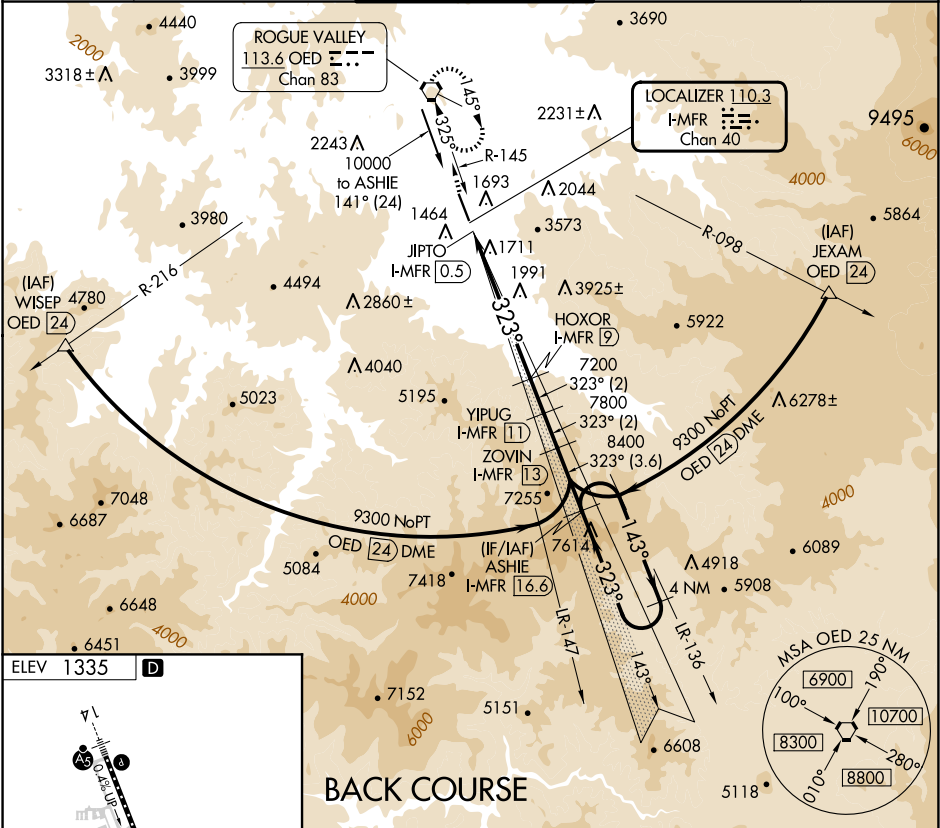 4440
3690
2000
3318 ±
3999
ROGUE VALLEY
113.6 OED
Chan 83
145°
325°
2231±
LOCALIZER 110.3
I-MFR
Chan 40
9495
6000
2243
10000
to ASHIE
141° (24)
R-145
1693
2044
4000
3980
1464
3573
5864
R-216
JIPTO
I-MFR 0.5
1711
R-098
(IAF)
JEXAM
OED 24
(IAF)
WISEP
OED 24
4780
4494
2860 ±
1991
3925±
323°
HOXOR
I-MFR 9
5922
4040
7200
323° (2)
7800
323° (2)
8400
323° (3.6)
5023
5195
6278±
YIPUG
I-MFR 11
ZOVIN
I-MFR 13
9300 NoPT
OED 24 DME
7048
6687
7255
4000
9300 NoPT
OED 24 DME
143°
(IF/IAF)
ASHIE
I-MFR 16.6
7614
323°
5084
7418
4918
6089
4 NM
5908
4000
6648
4000
6451
LR-147
LR-136
143°
ELEV 1335 D
14
A5
P
0.4% UP
7152
6000
5151
6608
5118
MSA OED 25 NM
6900
190°
100°
10700
8300
280°
010°
8800
BACK COURSE